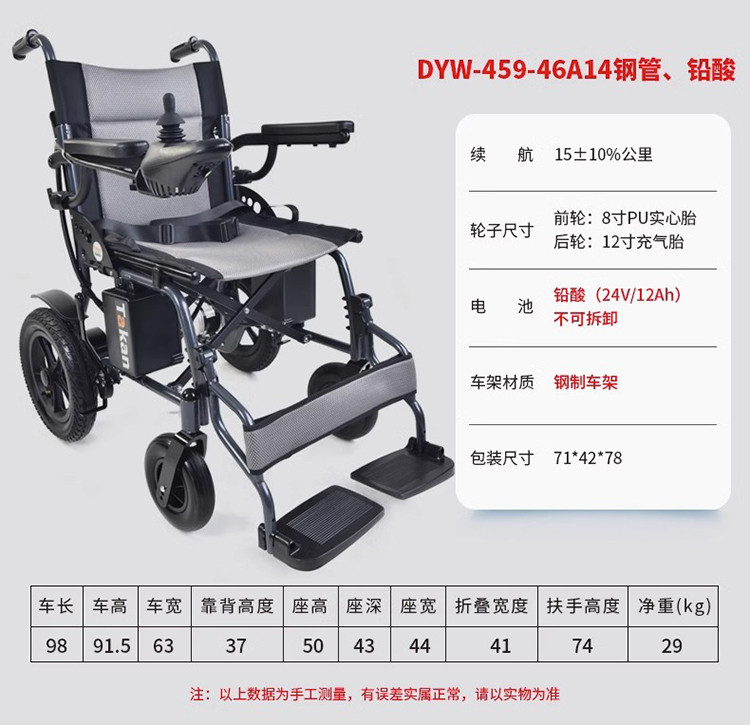 DYW-459-46A14钢管、铅酸
续 航 15±10%公里
轮子尺寸 前轮：8寸PU实心胎
后轮：12寸充气胎
电 池 铅酸（24V/12Ah）
不可拆卸
车架材质 钢制车架
包装尺寸 71*42*78
Takan
车长 车高 车宽 靠背高度 座高 座深 座宽 折叠宽度 扶手高度 净重(kg)
98 91.5 63 37 50 43 44 41 74 29
注：以上数据为手工测量，有误差实属正常，请以实物为准